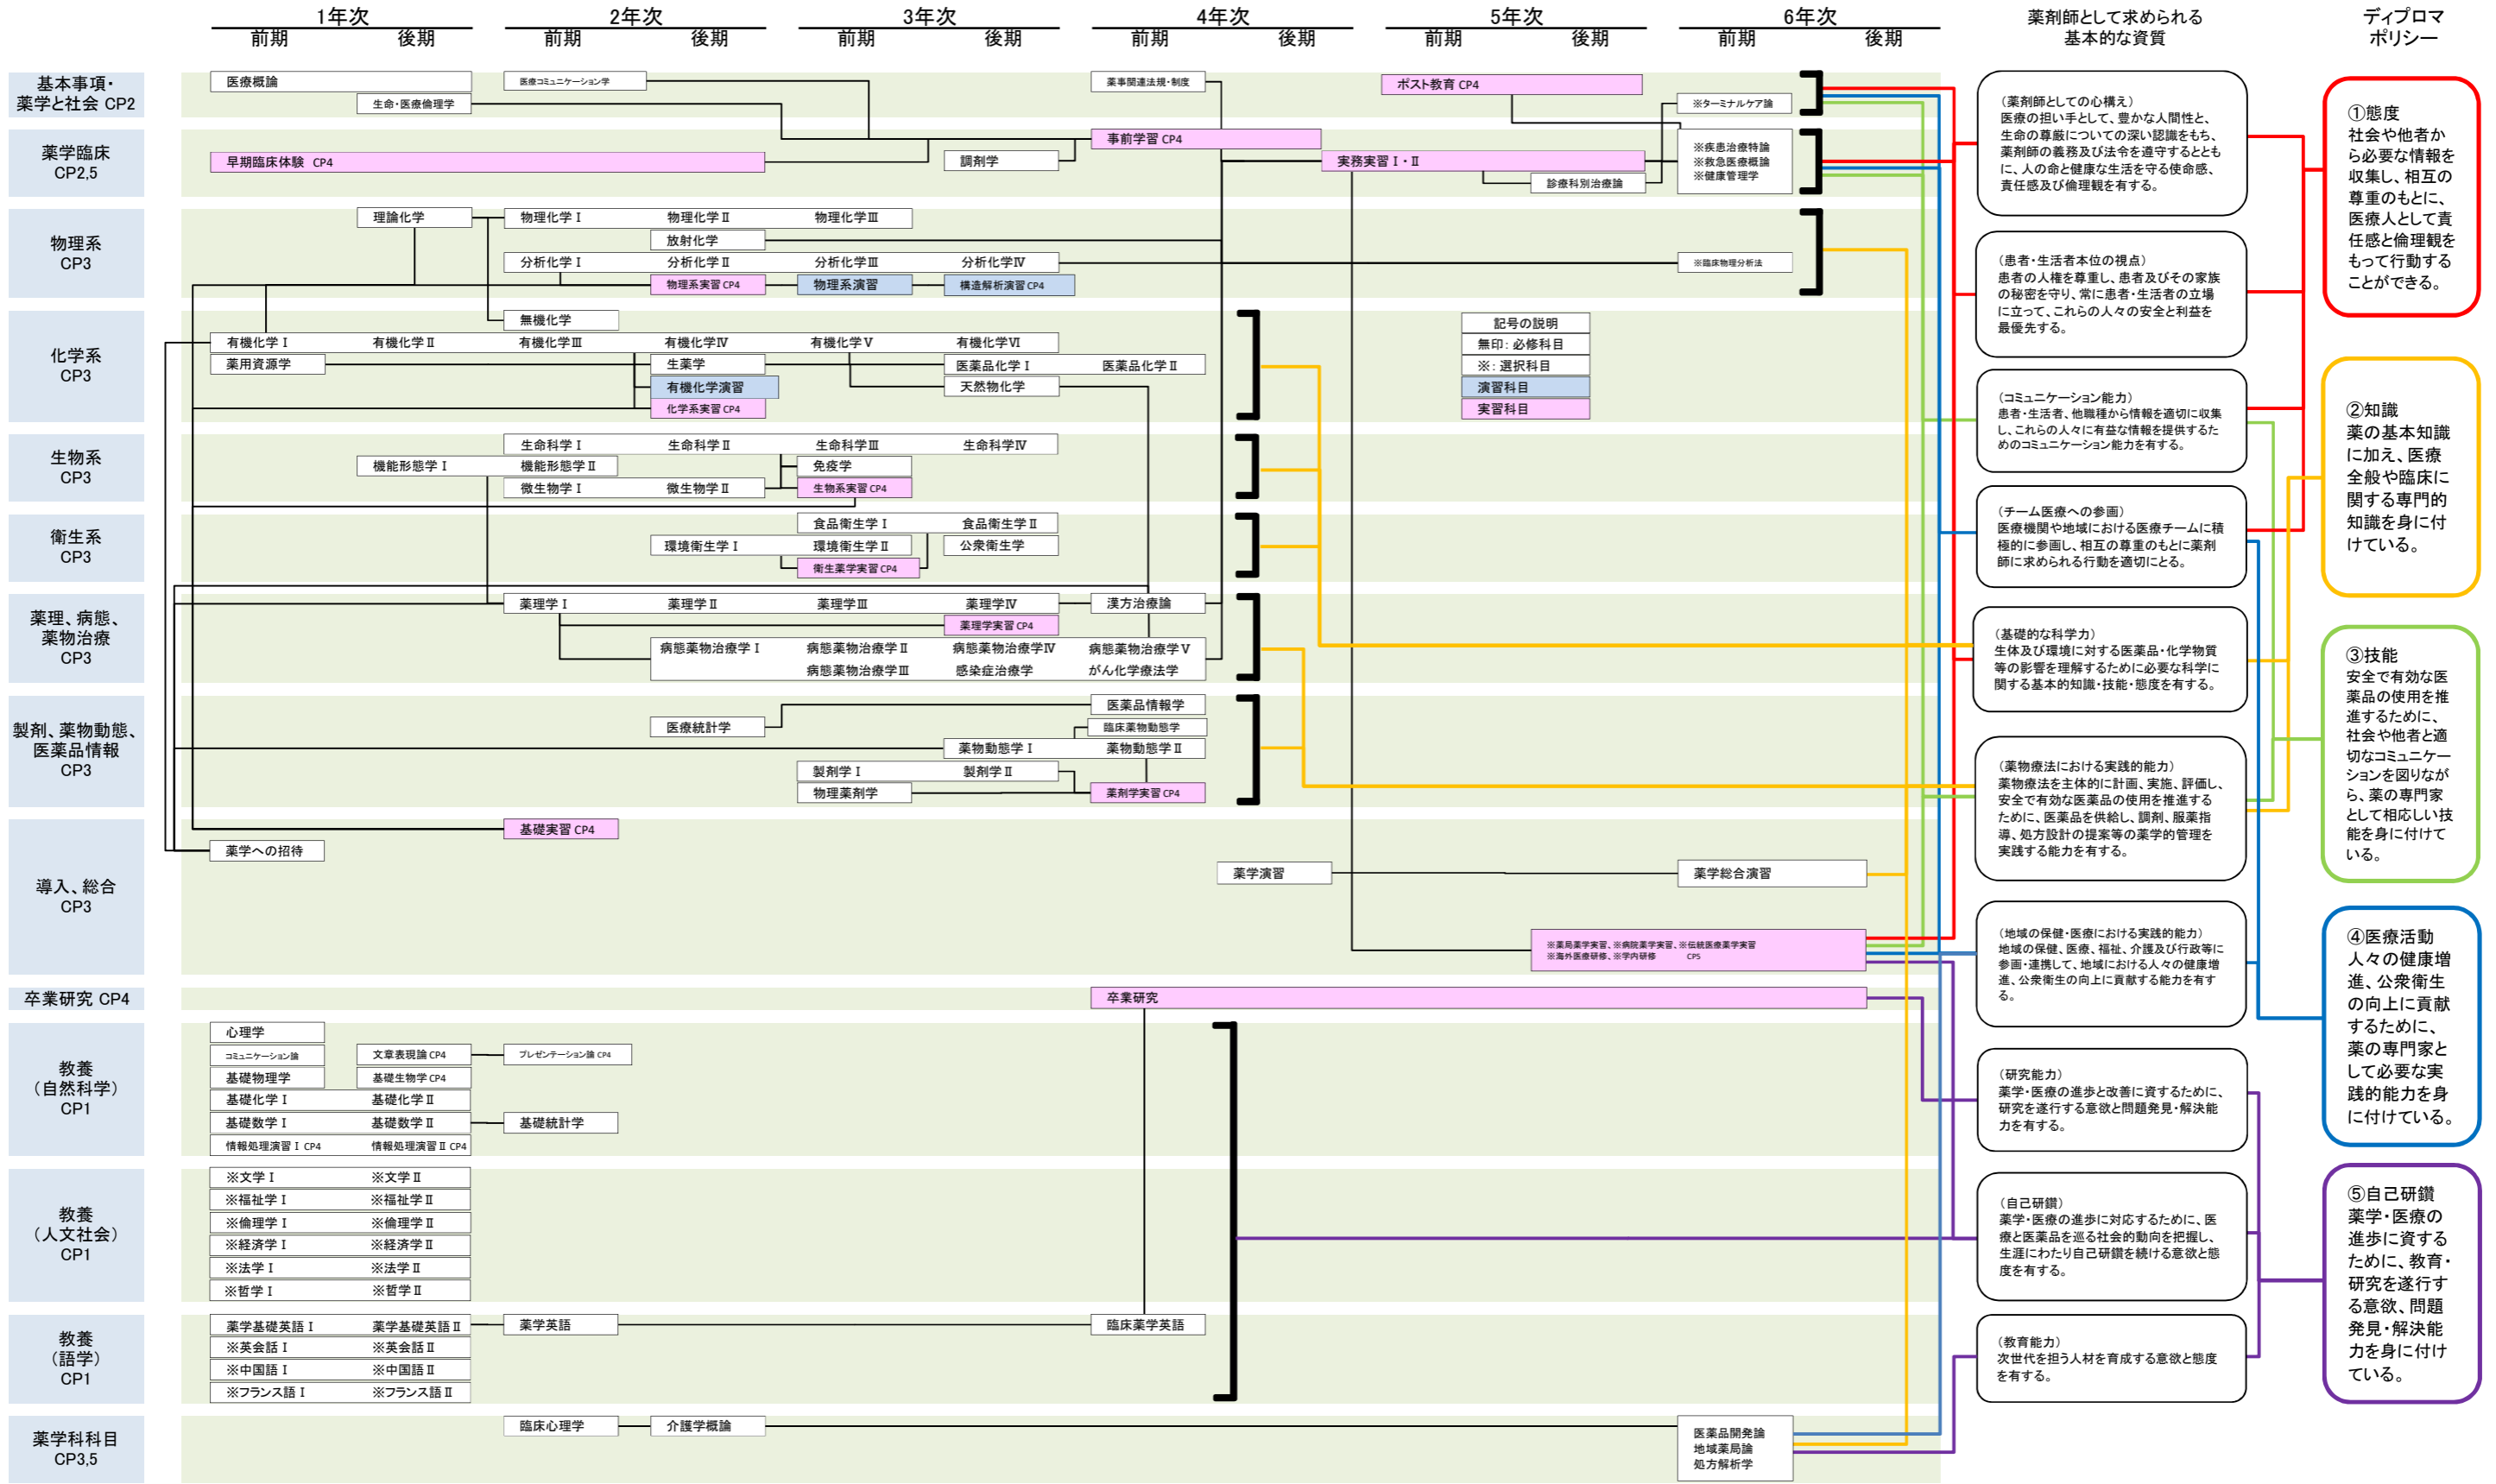 1年次
2年次
3年次
4年次
5年次
6年次
前期 後期
前期 後期
前期 後期
前期 後期
前期 後期
前期 後期
薬剤師として求められる
基本的な資質
ディプロマ
ポリシー
基本事項・
薬学と社会 CP2
医療概論
医療コミュニケーション学
薬事関連法規・制度
ポスト教育 CP4
生命・医療倫理学
※ターミナルケア論
薬学臨床
CP2,5
事前学習 CP4
早期臨床体験 CP4
調剤学
実務実習Ⅰ・Ⅱ
診療科別治療論
※疾患治療特論
※救急医療概論
※健康管理学
物理系
CP3
理論化学
物理化学Ⅰ 物理化学Ⅱ 物理化学Ⅲ
放射化学
分析化学Ⅰ 分析化学Ⅱ 分析化学Ⅲ 分析化学Ⅳ
※臨床物理分析法
物理系実習 CP4
物理系演習
構造解析演習 CP4
化学系
CP3
無機化学
有機化学Ⅰ 有機化学Ⅱ 有機化学Ⅲ 有機化学Ⅳ 有機化学Ⅴ 有機化学Ⅵ
薬用資源学
生薬学
医薬品化学Ⅰ 医薬品化学Ⅱ
有機化学演習
天然物化学
化学系実習 CP4
記号の説明
無印：必修科目
※：選択科目
演習科目
実習科目
生物系
CP3
生命科学Ⅰ 生命科学Ⅱ 生命科学Ⅲ 生命科学Ⅳ
機能形態学Ⅰ 機能形態学Ⅱ
免疫学
微生物学Ⅰ 微生物学Ⅱ
生物系実習 CP4
衛生系
CP3
食品衛生学Ⅰ 食品衛生学Ⅱ
環境衛生学Ⅰ 環境衛生学Ⅱ
公衆衛生学
衛生薬学実習 CP4
薬理、病態、
薬物治療
CP3
薬理学Ⅰ 薬理学Ⅱ 薬理学Ⅲ 薬理学Ⅳ
漢方治療論
薬理学実習 CP4
病態薬物治療学Ⅰ 病態薬物治療学Ⅱ 病態薬物治療学Ⅳ 病態薬物治療学Ⅴ
病態薬物治療学Ⅲ 感染症治療学 がん化学療法学
製剤、薬物動態、
医薬品情報
CP3
医薬品情報学
医療統計学
臨床薬物動態学
薬物動態学Ⅰ 薬物動態学Ⅱ
製剤学Ⅰ 製剤学Ⅱ
物理薬剤学
薬剤学実習 CP4
導入、総合
CP3
基礎実習 CP4
薬学への招待
薬学演習
薬学総合演習
※薬局薬学実習、※病院薬学実習、※伝統医療薬学実習
※海外医療研修、※学内研修 CP5
卒業研究 CP4
卒業研究
教養
（自然科学）
CP1
心理学
コミュニケーション論
文章表現論 CP4
プレゼンテーション論 CP4
基礎物理学
基礎生物学 CP4
基礎化学Ⅰ 基礎化学Ⅱ
基礎数学Ⅰ 基礎数学Ⅱ
基礎統計学
情報処理演習Ⅰ CP4 情報処理演習Ⅱ CP4
教養
（人文社会）
CP1
※文学Ⅰ ※文学Ⅱ
※福祉学Ⅰ ※福祉学Ⅱ
※倫理学Ⅰ ※倫理学Ⅱ
※経済学Ⅰ ※経済学Ⅱ
※法学Ⅰ ※法学Ⅱ
※哲学Ⅰ ※哲学Ⅱ
教養
（語学）
CP1
薬学基礎英語Ⅰ 薬学基礎英語Ⅱ
薬学英語
臨床薬学英語
※英会話Ⅰ ※英会話Ⅱ
※中国語Ⅰ ※中国語Ⅱ
※フランス語Ⅰ ※フランス語Ⅱ
薬学科科目
CP3,5
臨床心理学
介護学概論
医薬品開発論
地域薬局論
処方解析学
（薬剤師としての心構え）
医療の担い手として、豊かな人間性と、
生命の尊厳についての深い認識をもち、
薬剤師の義務及び法令を遵守するととも
に、人の命と健康な生活を守る使命感、
責任感及び倫理観を有する。
（患者・生活者本位の視点）
患者の人権を尊重し、患者及びその家族
の秘密を守り、常に患者・生活者の立場
に立って、これらの人々の安全と利益を
最優先する。
（コミュニケーション能力）
患者・生活者、他職種から情報を適切に収集
し、これらの人々に有益な情報を提供するた
めのコミュニケーション能力を有する。
（チーム医療への参画）
医療機関や地域における医療チームに積
極的に参画し、相互の尊重のもとに薬剤
師に求められる行動を適切にとる。
（基礎的な科学力）
生体及び環境に対する医薬品・化学物質
等の影響を理解するために必要な科学に
関する基本的知識・技能・態度を有する。
（薬物療法における実践的能力）
薬物療法を主体的に計画、実施、評価し、
安全で有効な医薬品の使用を推進する
ために、医薬品を供給し、調剤、服薬指
導、処方設計の提案等の薬学的管理を
実践する能力を有する。
（地域の保健・医療における実践的能力）
地域の保健、医療、福祉、介護及び行政等に
参画・連携して、地域における人々の健康増
進、公衆衛生の向上に貢献する能力を有す
る。
（研究能力）
薬学・医療の進歩と改善に資するために、
研究を遂行する意欲と問題発見・解決能
力を有する。
（自己研鑽）
薬学・医療の進歩に対応するために、医
療と医薬品を巡る社会的動向を把握し、
生涯にわたり自己研鑽を続ける意欲と態
度を有する。
（教育能力）
次世代を担う人材を育成する意欲と態度
を有する。
①態度
社会や他者か
ら必要な情報を
収集し、相互の
尊重のもとに、
医療人として責
任感と倫理観を
もって行動する
ことができる。
②知識
薬の基本知識
に加え、医療
全般や臨床に
関する専門的
知識を身に付
けている。
③技能
安全で有効な医
薬品の使用を推
進するために、
社会や他者と適
切なコミュニケー
ションを図りなが
ら、薬の専門家
として相応しい技
能を身に付けて
いる。
④医療活動
人々の健康増
進、公衆衛生
の向上に貢献
するために、
薬の専門家と
して必要な実
践的能力を身
に付けている。
⑤自己研鑽
薬学・医療の
進歩に資する
ために、教育・
研究を遂行す
る意欲、問題
発見・解決能
力を身に付け
ている。